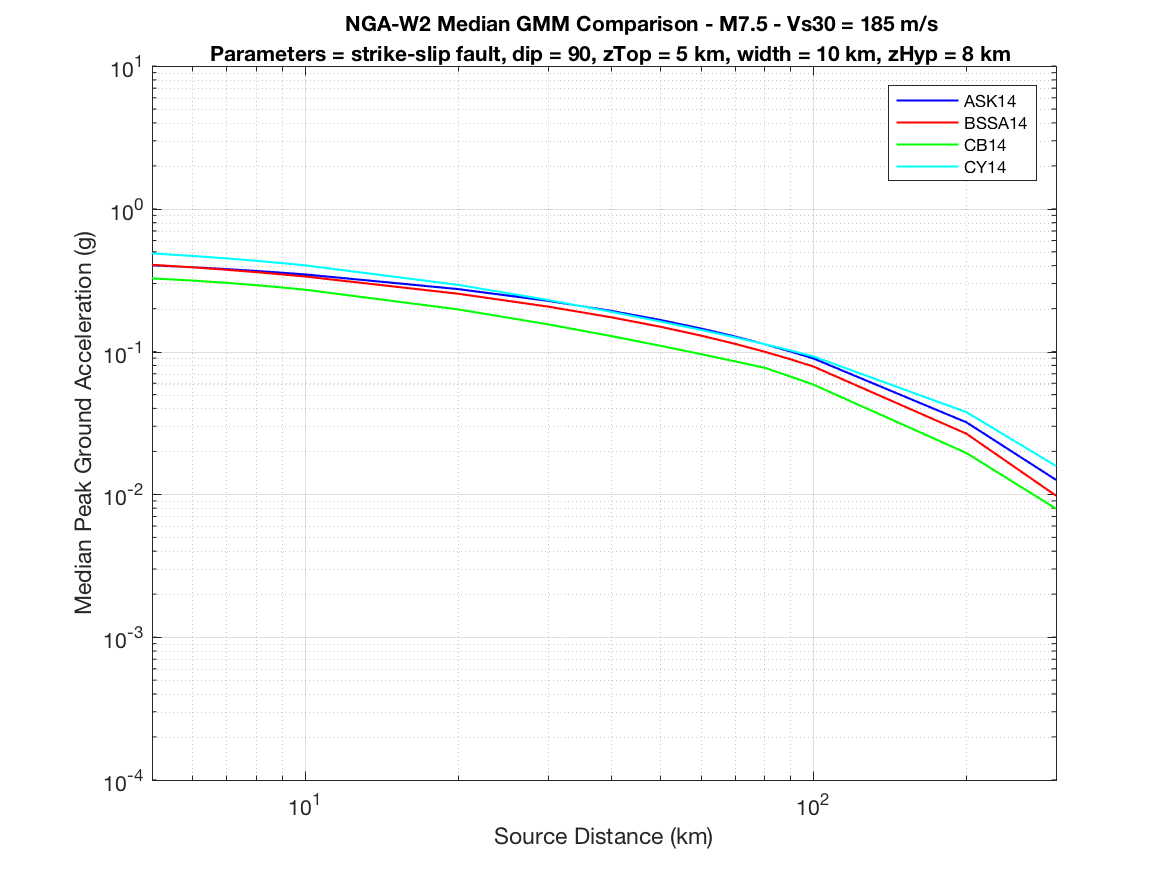 NGA-W2 Median GMM Comparison - M7.5 - Vs30 = 185 m/s
Parameters = strike-slip fault, dip = 90, zTop = 5 km, width = 10 km, zHyp = 8 km
10^1
10^0
10^-1
10^-2
10^-3
10^-4
Median Peak Ground Acceleration (g)
ASK14
BSSA14
CB14
CY14
10^1
10^2
Source Distance (km)